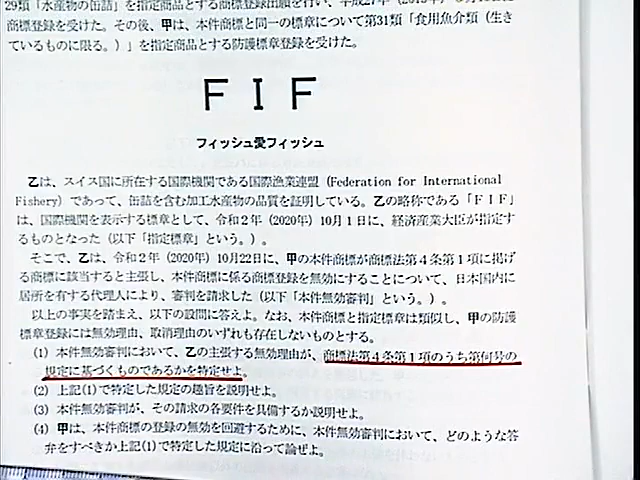 29類「水産物の缶詰」を指定商品とする商標登録出願を行い、平成27年（2015年）
商標登録を受けた。その後、甲は、本件商標と同一の標章について第31類「食用魚介類（生き
ているものに限る。）」を指定商品とする防護標章登録を受けた。
FIF
フィッシュ愛フィッシュ
乙は、スイス国に所在する国際機関である国際漁業連盟（Federation for International
Fishery）であって、缶詰を含む加工水産物の品質を証明している。乙の略称である「ＦＩＦ」
は、国際機関を表示する標章として、令和２年（2020年）10月１日に、経済産業大臣が指定す
るものとなった（以下「指定標章」という。）。
そこで、乙は、令和２年（2020年）10月22日に、甲の本件商標が商標法第４条第１項に掲げ
る商標に該当すると主張し、本件商標に係る商標登録を無効にすることについて、日本国内に
居所を有する代理人により、審判を請求した（以下「本件無効審判」という。）。
以上の事実を踏まえ、以下の設問に答えよ。なお、本件商標と指定標章は類似し、甲の防護
標章登録には無効理由、取消理由のいずれも存在しないものとする。
(1) 本件無効審判において、乙の主張する無効理由が、商標法第４条第１項のうち第何号の
規定に基づくものであるかを特定せよ。
(2) 上記(1)で特定した規定の趣旨を説明せよ。
(3) 本件無効審判が、その請求の各要件を具備するか説明せよ。
(4) 甲は、本件商標の登録の無効を回避するために、本件無効審判において、どのような答
弁をすべきか上記(1)で特定した規定に沿って論ぜよ。